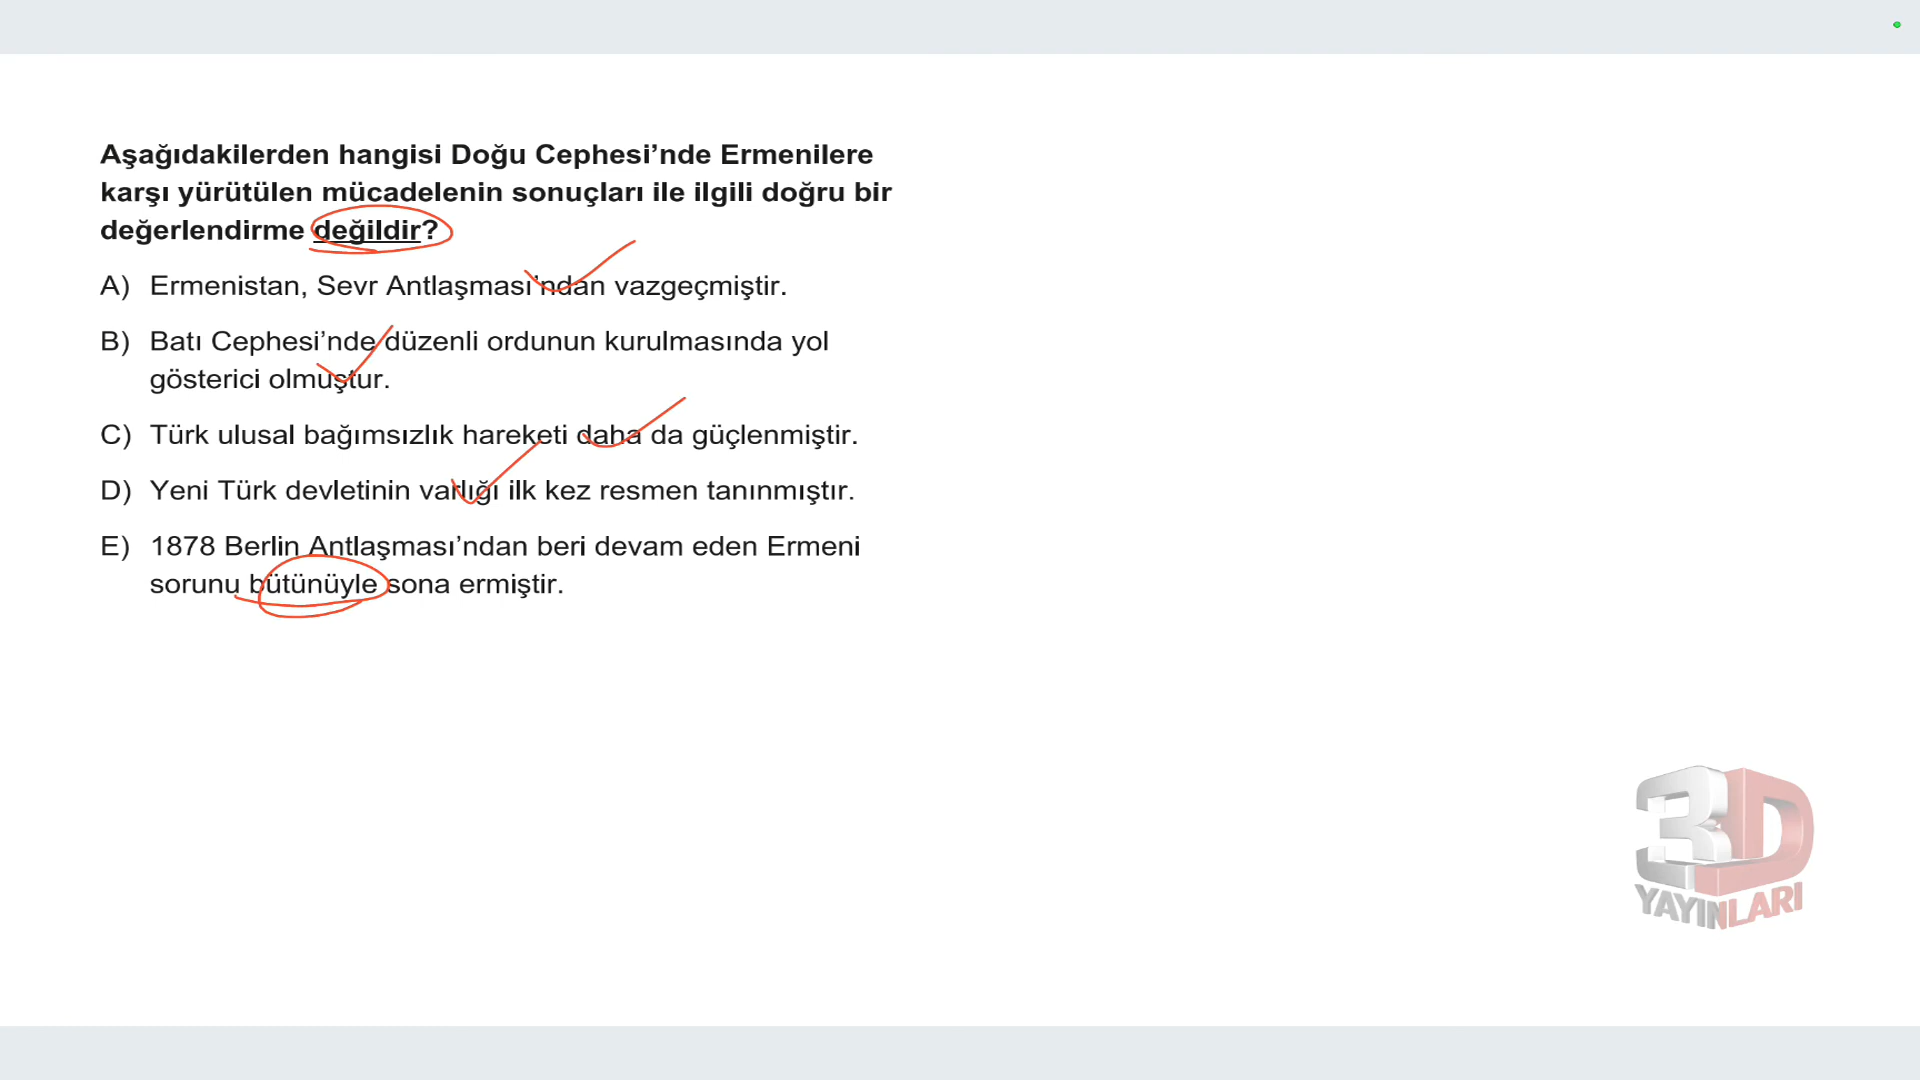 Aşağıdakilerden hangisi Doğu Cephesi’nde Ermenilere
karşı yürütülen mücadelenin sonuçları ile ilgili doğru bir
değerlendirme değildir?
A) Ermenistan, Sevr Antlaşması’ndan vazgeçmiştir.
B) Batı Cephesi’nde düzenli ordunun kurulmasında yol
gösterici olmuştur.
C) Türk ulusal bağımsızlık hareketi daha da güçlenmiştir.
D) Yeni Türk devletinin varlığı ilk kez resmen tanınmıştır.
E) 1878 Berlin Antlaşması’ndan beri devam eden Ermeni
sorunu bütünüyle sona ermiştir.
3D
YAYINLARI